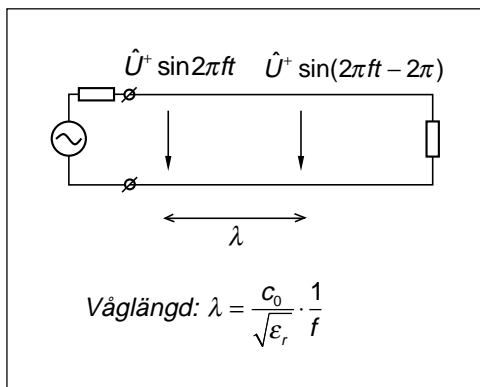 Û⁺ sin2πft Û⁺ sin(2πft − 2π)
λ
Våglängd: λ = c₀/√εᵣ · 1/f